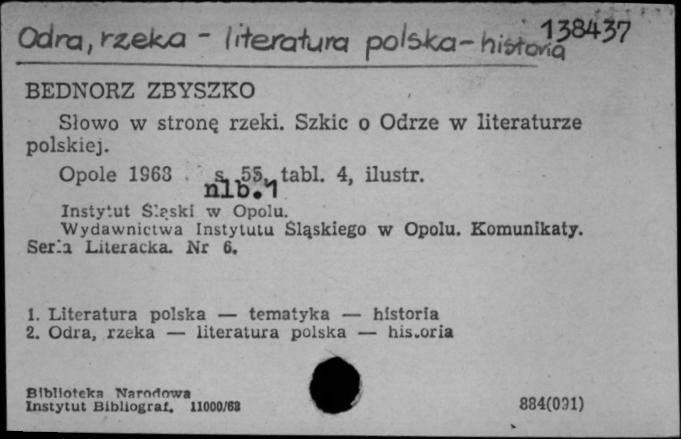 138437
Odra, rzeka - literatura polska - historia
BEDNORZ ZBYSZKO
Słowo w stronę rzeki. Szkic o Odrze w literaturze
polskiej.
Opole 1963 . s. 55, tabl. 4, ilustr.
nlb. 1
Instytut Śląski w Opolu.
Wydawnictwa Instytutu Śląskiego w Opolu. Komunikaty.
Seria Literacka. Nr 6.
1. Literatura polska — tematyka — historia
2. Odra, rzeka — literatura polska — historia
Biblioteka Narodowa
Instytut Bibliograf. 11000/63
884(091)